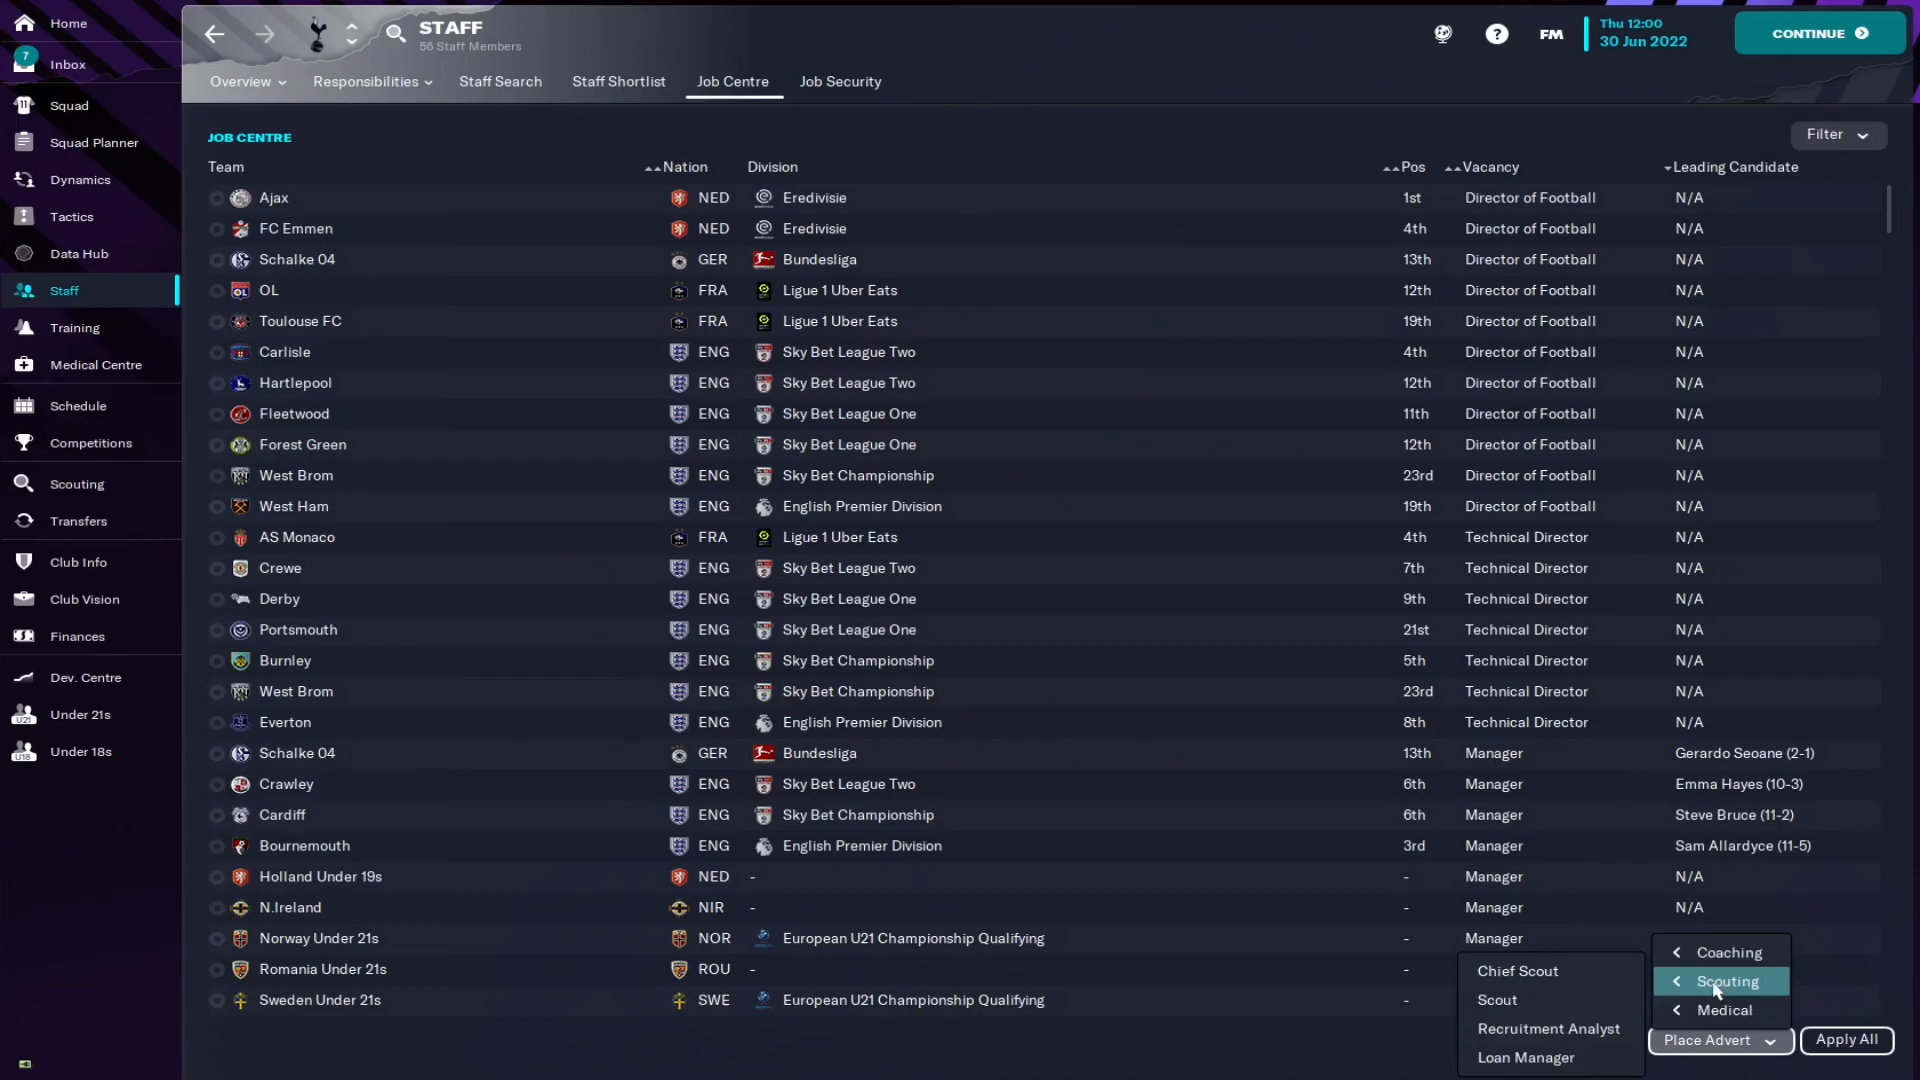 Home
7
Inbox
11
Squad
Squad Planner
Dynamics
Tactics
Data Hub
Staff
Training
Medical Centre
Schedule
Competitions
Scouting
Transfers
Club Info
Club Vision
Finances
Dev. Centre
U21
Under 21s
U18
Under 18s
STAFF
56 Staff Members
?
FM
Thu 12:00
30 Jun 2022
CONTINUE
Overview Responsibilities Staff Search Staff Shortlist Job Centre Job Security
JOB CENTRE
Filter
Team Nation Division Pos Vacancy Leading Candidate
Ajax NED Eredivisie 1st Director of Football N/A
FC Emmen NED Eredivisie 4th Director of Football N/A
Schalke 04 GER Bundesliga 13th Director of Football N/A
OL FRA Ligue 1 Uber Eats 12th Director of Football N/A
Toulouse FC FRA Ligue 1 Uber Eats 19th Director of Football N/A
Carlisle ENG Sky Bet League Two 4th Director of Football N/A
Hartlepool ENG Sky Bet League Two 12th Director of Football N/A
Fleetwood ENG Sky Bet League One 11th Director of Football N/A
Forest Green ENG Sky Bet League One 12th Director of Football N/A
West Brom ENG Sky Bet Championship 23rd Director of Football N/A
West Ham ENG English Premier Division 19th Director of Football N/A
AS Monaco FRA Ligue 1 Uber Eats 4th Technical Director N/A
Crewe ENG Sky Bet League Two 7th Technical Director N/A
Derby ENG Sky Bet League One 9th Technical Director N/A
Portsmouth ENG Sky Bet League One 21st Technical Director N/A
Burnley ENG Sky Bet Championship 5th Technical Director N/A
West Brom ENG Sky Bet Championship 23rd Technical Director N/A
Everton ENG English Premier Division 8th Technical Director N/A
Schalke 04 GER Bundesliga 13th Manager Gerardo Seoane (2-1)
Crawley ENG Sky Bet League Two 6th Manager Emma Hayes (10-3)
Cardiff ENG Sky Bet Championship 6th Manager Steve Bruce (11-2)
Bournemouth ENG English Premier Division 3rd Manager Sam Allardyce (11-5)
Holland Under 19s NED - - Manager N/A
N.Ireland NIR - - Manager N/A
Norway Under 21s NOR European U21 Championship Qualifying - Manager
Romania Under 21s ROU - -
Sweden Under 21s SWE European U21 Championship Qualifying -
Coaching
Scouting
Medical
Chief Scout
Scout
Recruitment Analyst
Loan Manager
Place Advert
Apply All